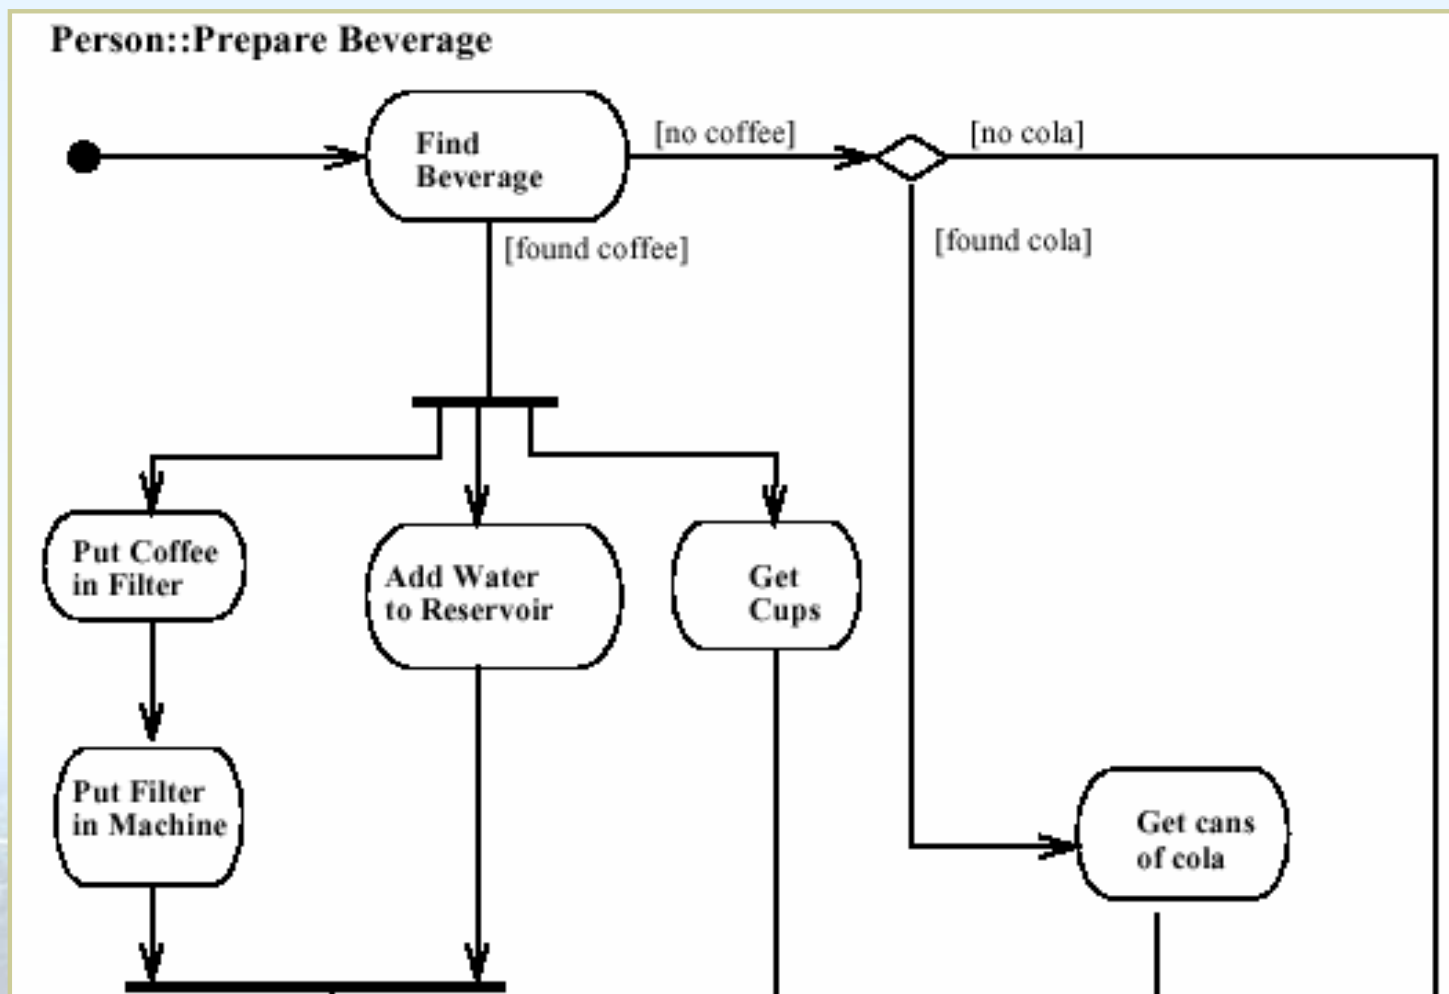 Person::Prepare Beverage
Find
Beverage
[no coffee]
[no cola]
[found coffee]
[found cola]
Put Coffee
in Filter
Add Water
to Reservoir
Get
Cups
Put Filter
in Machine
Get cans
of cola